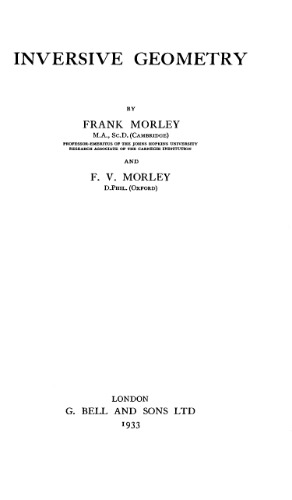 INVERSIVE GEOMETRY
BY
FRANK MORLEY
M.A., Sc.D. (Cambridge)
PROFESSOR-EMERITUS OF THE JOHNS HOPKINS UNIVERSITY
RESEARCH ASSOCIATE OF THE CARNEGIE INSTITUTION
AND
F. V. MORLEY
D.Phil. (Oxford)
LONDON
G. BELL AND SONS LTD
1933